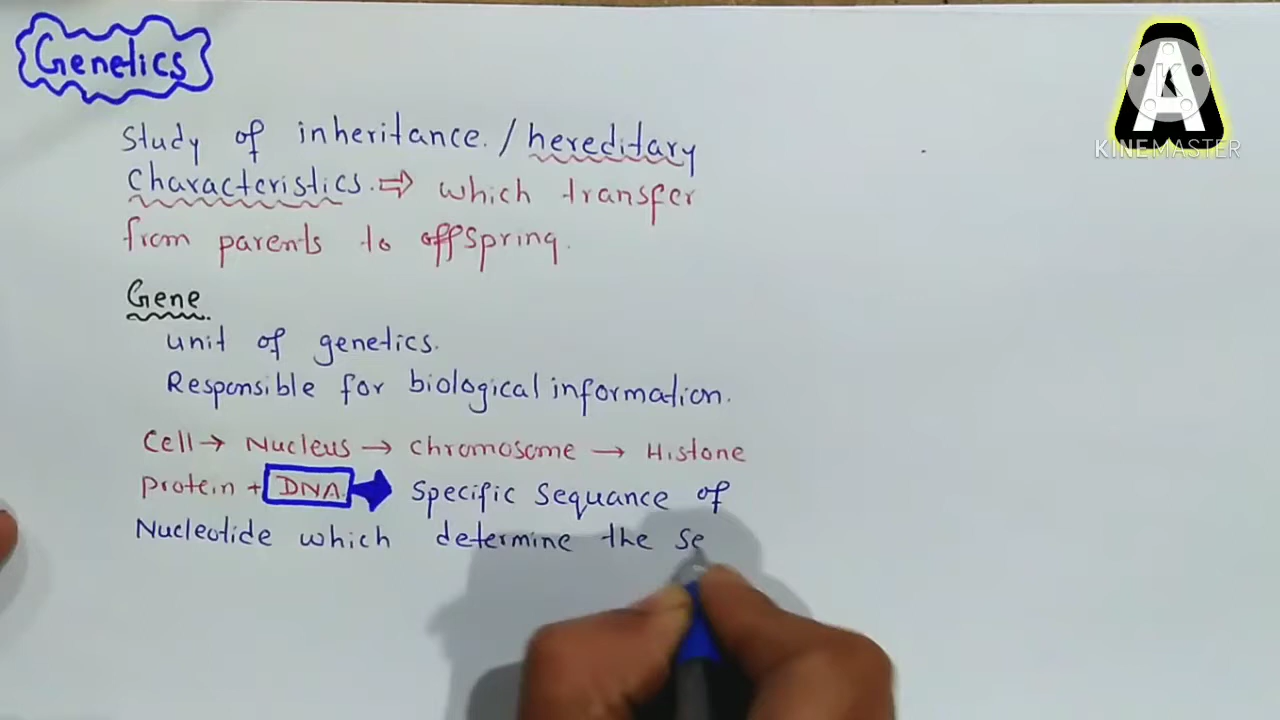 Genetics
Study of inheritance. / hereditary
Characteristics. ⇒ which transfer
from parents to offspring.
Gene
unit of genetics.
Responsible for biological information.
Cell → Nucleus → chromosome → Histone
protein + DNA. → Specific Sequance of
Nucleotide which determine the se
A
K
KINEMASTER